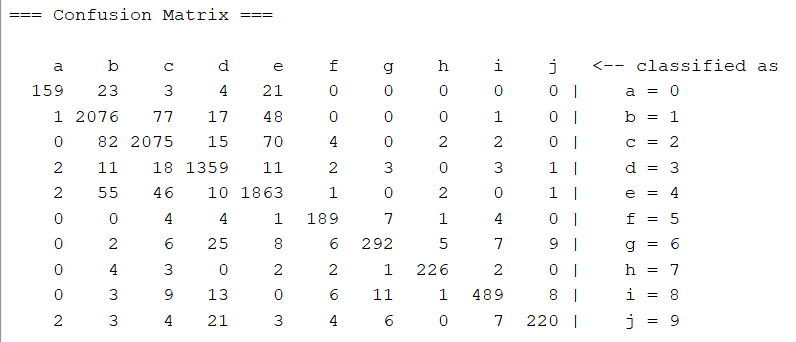 === Confusion Matrix ===
a b c d e f g h i j <-- classified as
159 23 3 4 21 0 0 0 0 0 | a = 0
1 2076 77 17 48 0 0 0 1 0 | b = 1
0 82 2075 15 70 4 0 2 2 0 | c = 2
2 11 18 1359 11 2 3 0 3 1 | d = 3
2 55 46 10 1863 1 0 2 0 1 | e = 4
0 0 4 4 1 189 7 1 4 0 | f = 5
0 2 6 25 8 6 292 5 7 9 | g = 6
0 4 3 0 2 2 1 226 2 0 | h = 7
0 3 9 13 0 6 11 1 489 8 | i = 8
2 3 4 21 3 4 6 0 7 220 | j = 9